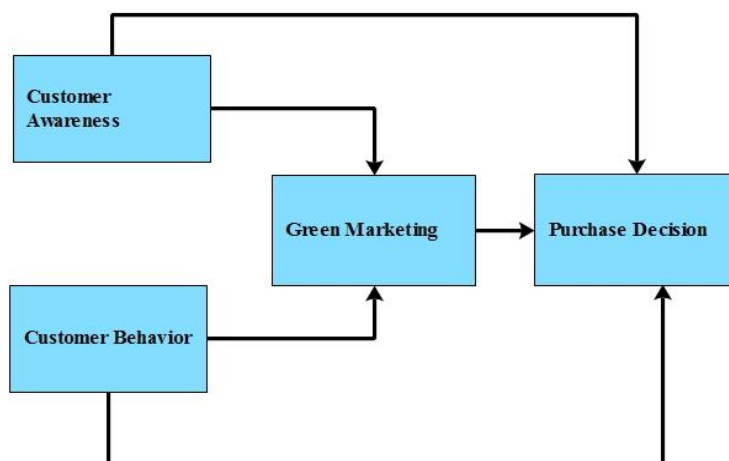 Customer
Awareness
Green Marketing
Purchase Decision
Customer Behavior